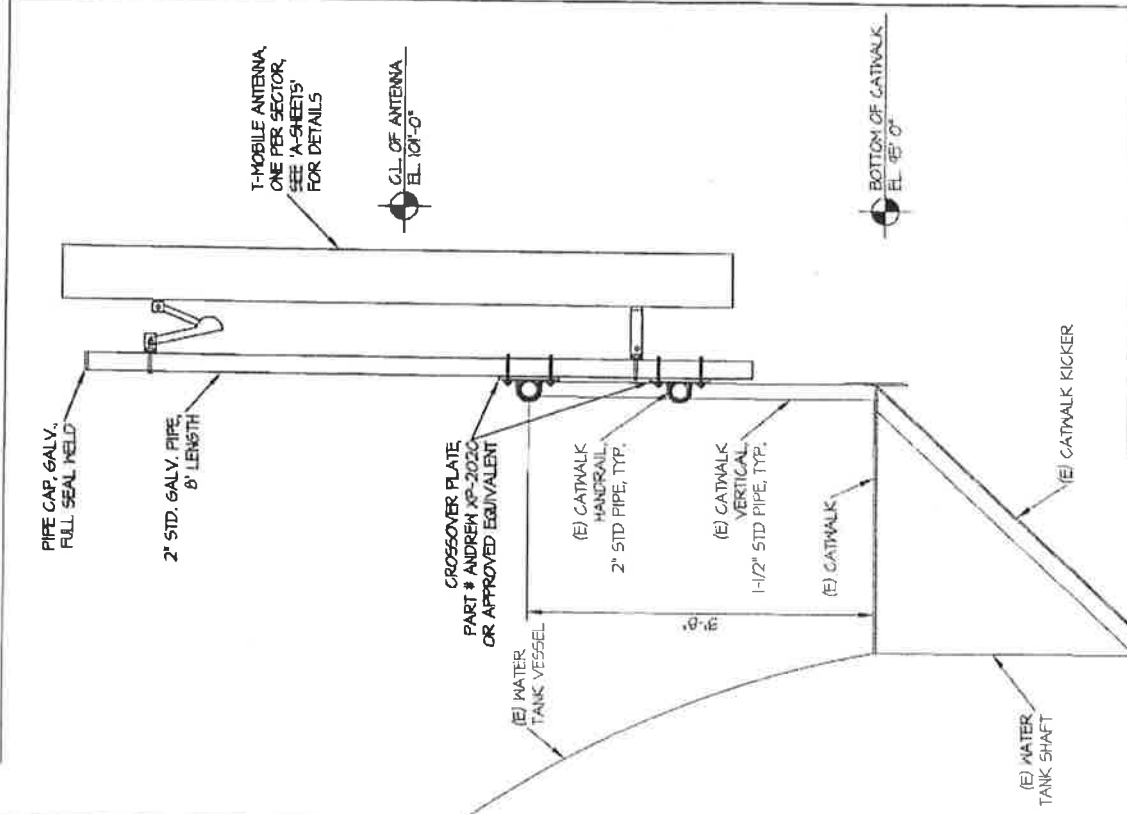 PIPE CAP, GALV.,
FULL SEAL WELD
2" STD. GALV. PIPE,
8' LENGTH
T-MOBILE ANTENNA,
ONE PER SECTOR,
SEE 'A-SHEETS'
FOR DETAILS
C.L. OF ANTENNA
EL. 101'-0"
CROSSOVER PLATE,
PART # ANDREW XP-2020
OR APPROVED EQUIVALENT
(E) WATER
TANK VESSEL
(E) CATWALK
HANDRAIL,
2" STD PIPE, TYP.
(E) CATWALK
VERTICAL,
1-1/2" STD PIPE, TYP.
(E) CATWALK
3'-8"
BOTTOM OF CATWALK
EL. 95' 0"
(E) WATER
TANK SHAFT
(E) CATWALK KICKER